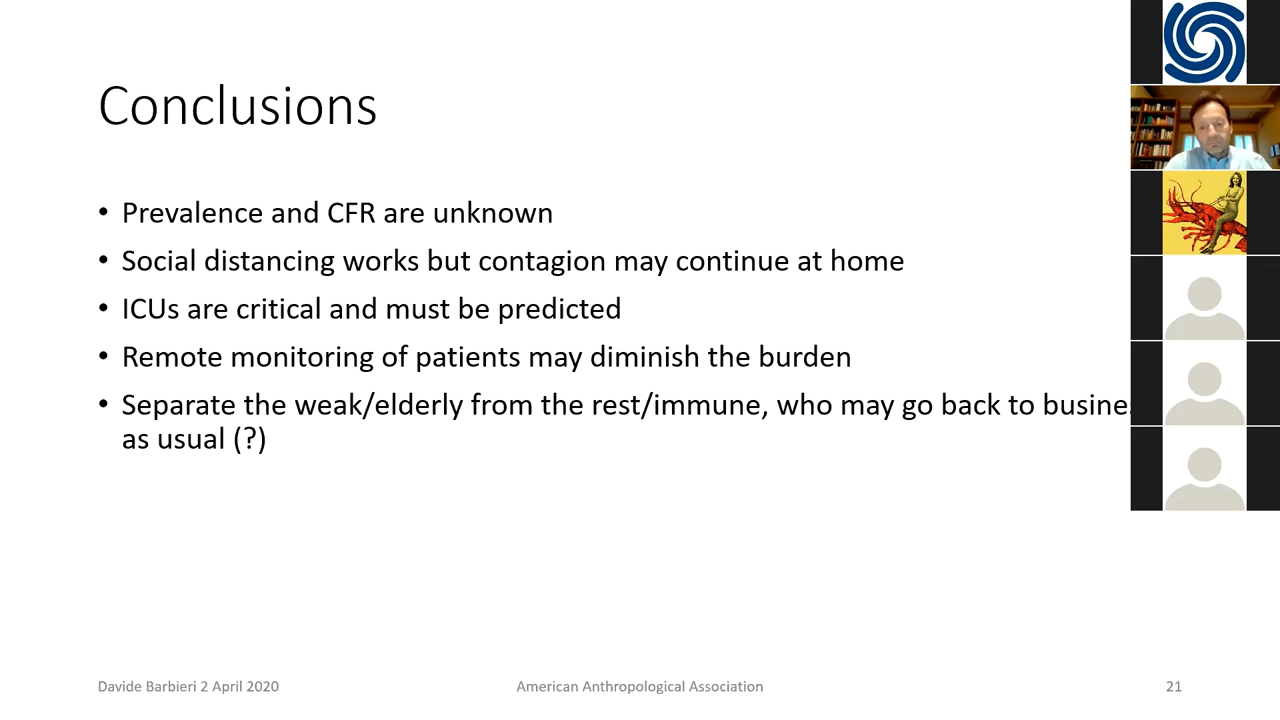 Conclusions
• Prevalence and CFR are unknown
• Social distancing works but contagion may continue at home
• ICUs are critical and must be predicted
• Remote monitoring of patients may diminish the burden
• Separate the weak/elderly from the rest/immune, who may go back to busine
as usual (?)
Davide Barbieri 2 April 2020
American Anthropological Association
21